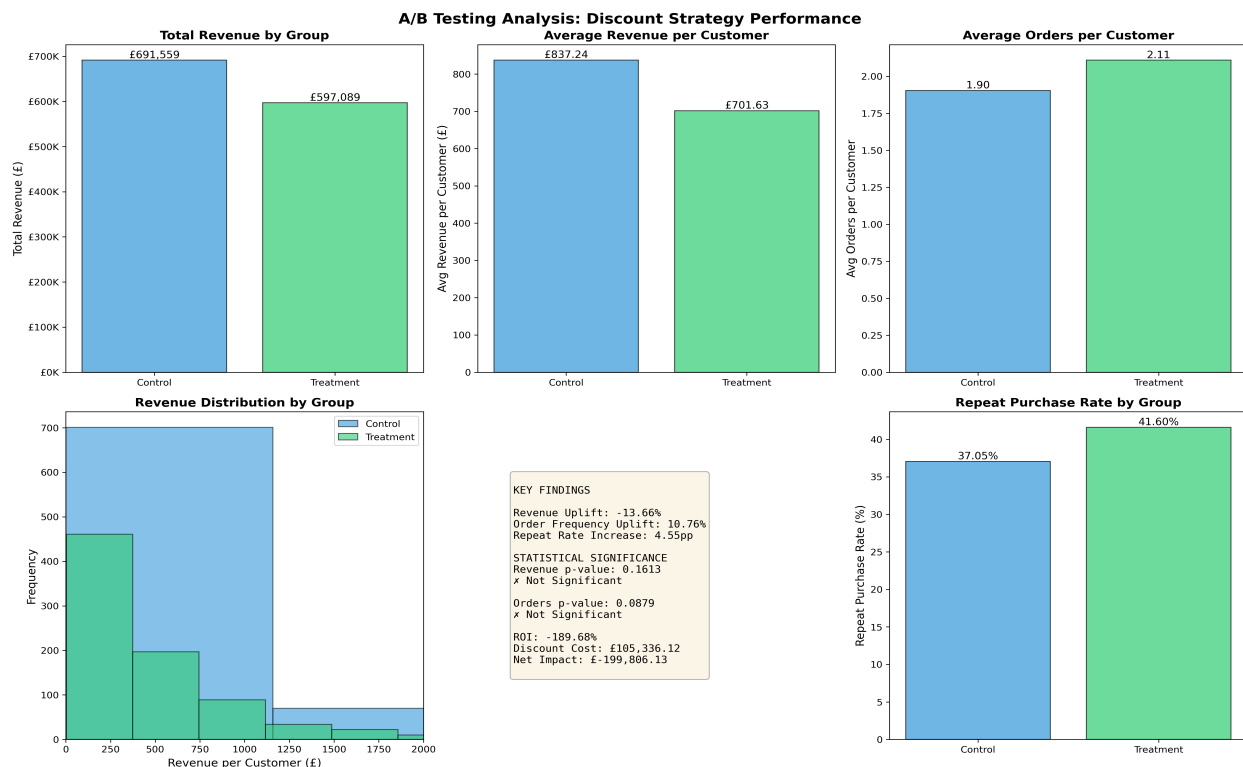 A/B Testing Analysis: Discount Strategy Performance
Total Revenue by Group
£691,559
£597,089
£700K
£600K
£500K
£400K
£300K
£200K
£100K
£0K
Total Revenue (£)
Control
Treatment
Average Revenue per Customer
£837.24
£701.63
800
700
600
500
400
300
200
100
0
Avg Revenue per Customer (£)
Control
Treatment
Average Orders per Customer
1.90
2.11
2.00
1.75
1.50
1.25
1.00
0.75
0.50
0.25
0.00
Avg Orders per Customer
Control
Treatment
Revenue Distribution by Group
Control
Treatment
700
600
500
400
300
200
100
0
Frequency
0
250
500
750
1000
1250
1500
1750
2000
Revenue per Customer (£)
KEY FINDINGS
Revenue Uplift: -13.66%
Order Frequency Uplift: 10.76%
Repeat Rate Increase: 4.55pp
STATISTICAL SIGNIFICANCE
Revenue p-value: 0.1613
✗ Not Significant
Orders p-value: 0.0879
✗ Not Significant
ROI: -189.68%
Discount Cost: £105,336.12
Net Impact: £-199,806.13
Repeat Purchase Rate by Group
37.05%
41.60%
40
35
30
25
20
15
10
5
0
Repeat Purchase Rate (%)
Control
Treatment